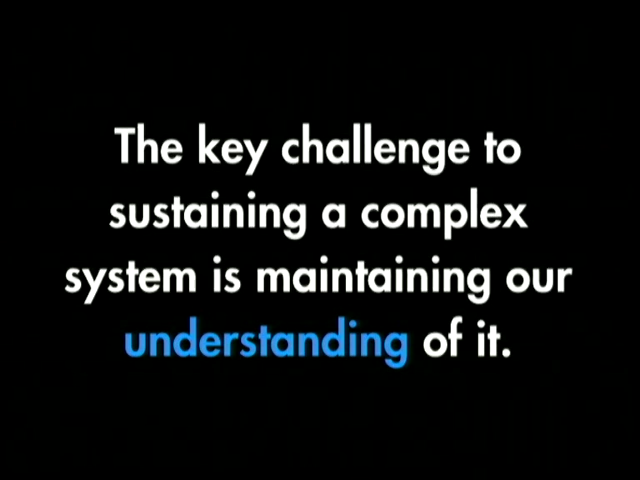 The key challenge to
sustaining a complex
system is maintaining our
understanding of it.